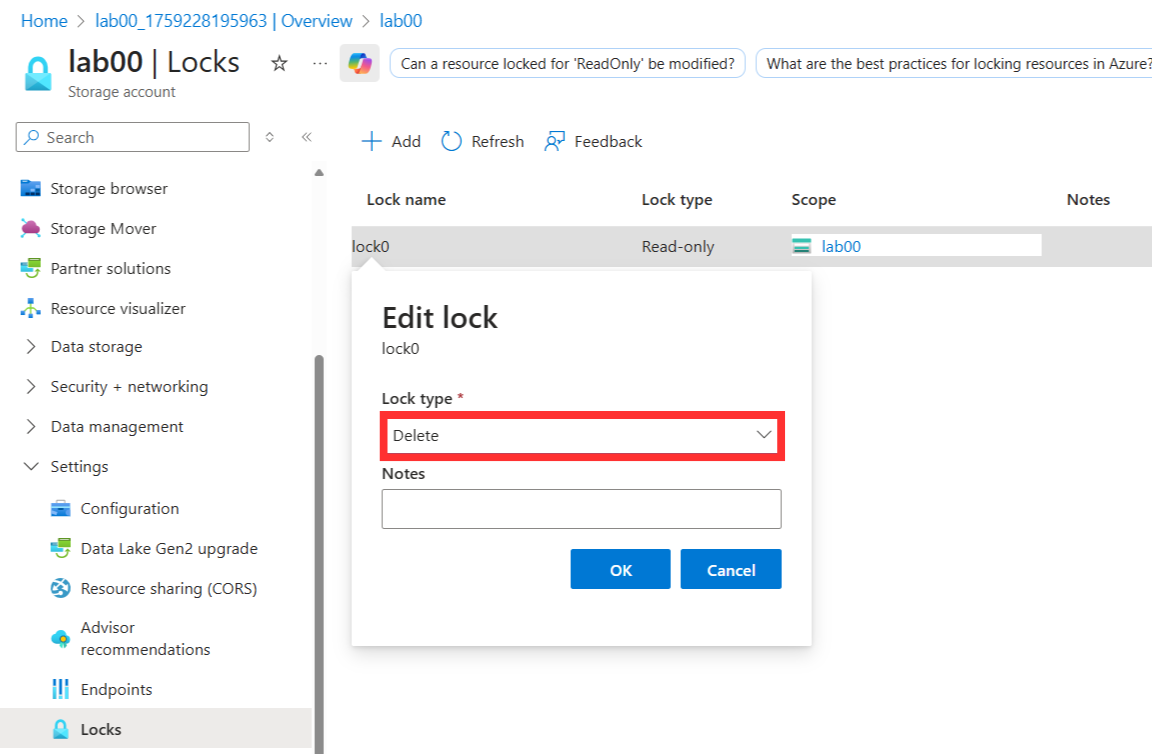 Home > lab00_1759228195963 | Overview > lab00
lab00 | Locks
Storage account
Can a resource locked for 'ReadOnly' be modified?
What are the best practices for locking resources in Azure?
Search
Add
Refresh
Feedback
Storage browser
Storage Mover
Partner solutions
Resource visualizer
Data storage
Security + networking
Data management
Settings
Configuration
Data Lake Gen2 upgrade
Resource sharing (CORS)
Advisor
recommendations
Endpoints
Locks
Lock name Lock type Scope Notes
lock0 Read-only lab00
Edit lock
lock0
Lock type *
Delete
Notes
OK Cancel